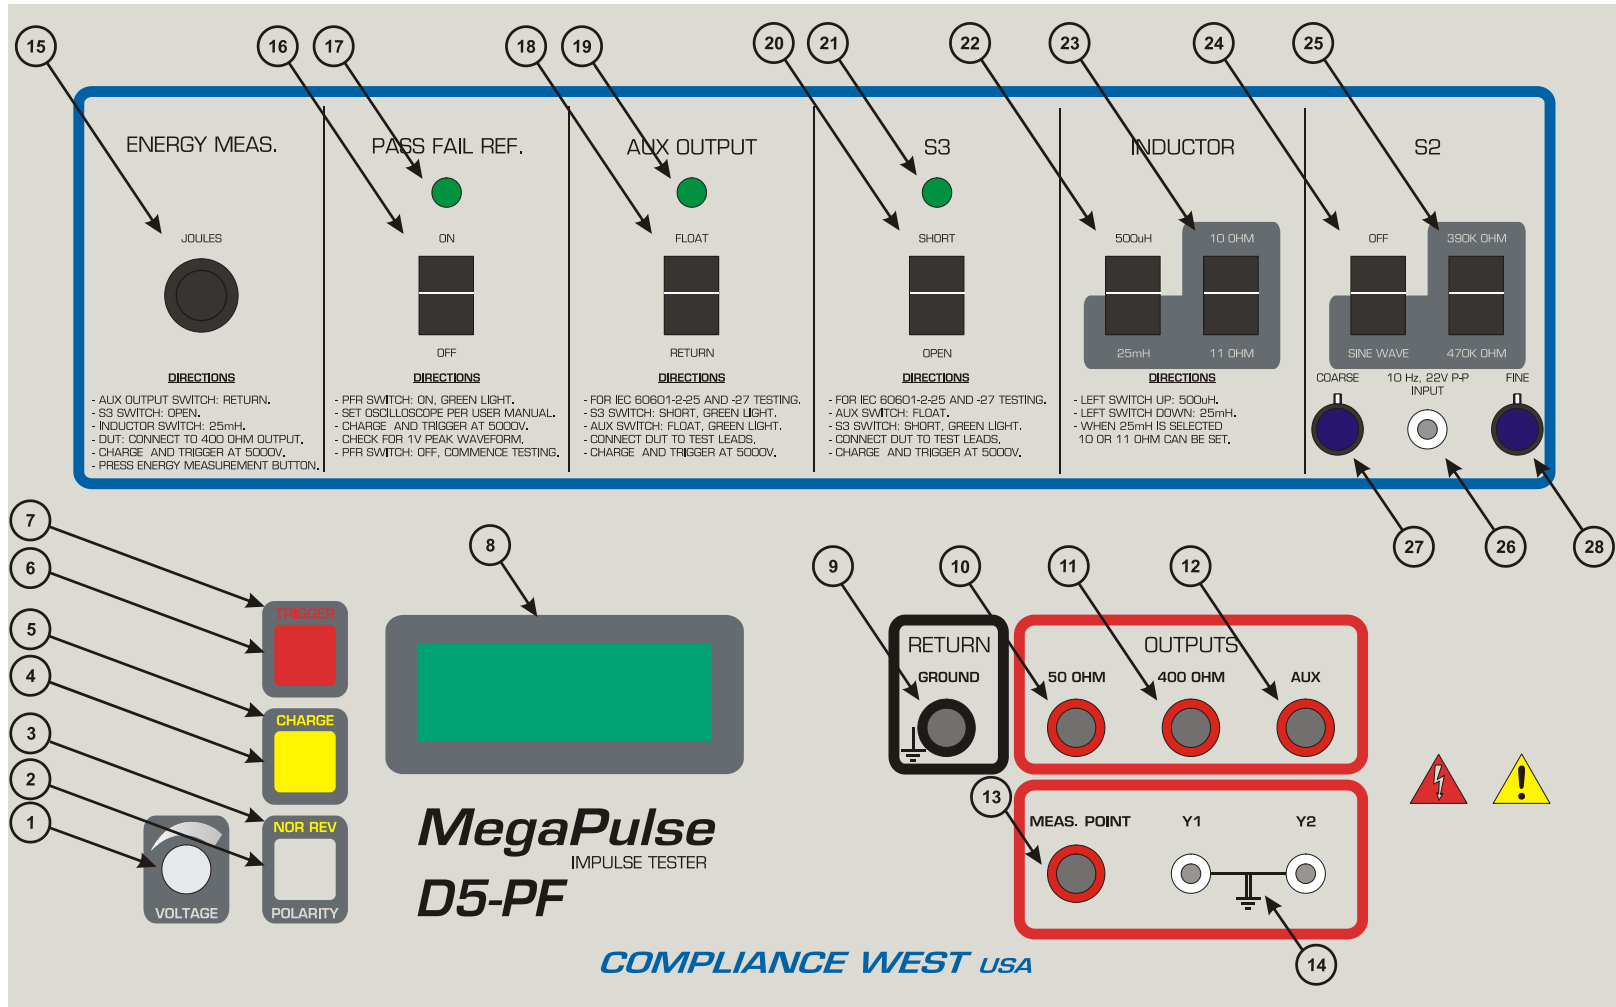 15 16 17 18 19 20 21 22 23 24 25
ENERGY MEAS.
JOULES
DIRECTIONS
- AUX OUTPUT SWITCH: RETURN.
- S3 SWITCH: OPEN.
- INDUCTOR SWITCH: 25mH.
- DUT: CONNECT TO 400 OHM OUTPUT.
- CHARGE AND TRIGGER AT 5000V.
- PRESS ENERGY MEASUREMENT BUTTON.
PASS FAIL REF.
ON
OFF
DIRECTIONS
- PFR SWITCH: ON, GREEN LIGHT.
- SET OSCILLOSCOPE PER USER MANUAL.
- CHARGE AND TRIGGER AT 5000V.
- CHECK FOR 1V PEAK WAVEFORM.
- PFR SWITCH: OFF, COMMENCE TESTING.
AUX OUTPUT
FLOAT
RETURN
DIRECTIONS
- FOR IEC 60601-2-25 AND -27 TESTING.
- S3 SWITCH: SHORT, GREEN LIGHT.
- AUX SWITCH: FLOAT, GREEN LIGHT.
- CONNECT DUT TO TEST LEADS.
- CHARGE AND TRIGGER AT 5000V.
S3
SHORT
OPEN
DIRECTIONS
- FOR IEC 60601-2-25 AND -27 TESTING.
- AUX SWITCH: FLOAT.
- S3 SWITCH: SHORT, GREEN LIGHT.
- CONNECT DUT TO TEST LEADS.
- CHARGE AND TRIGGER AT 5000V.
INDUCTOR
500uH 10 OHM
25mH 11 OHM
DIRECTIONS
- LEFT SWITCH UP: 500uH.
- LEFT SWITCH DOWN: 25mH.
- WHEN 25mH IS SELECTED
10 OR 11 OHM CAN BE SET.
S2
OFF 390K OHM
SINE WAVE 470K OHM
COARSE 10 Hz, 22V P-P FINE
INPUT
27 26 28
7
6
5
4
3
2
1
TRIGGER
CHARGE
NOR REV
POLARITY
VOLTAGE
8
MegaPulse
IMPULSE TESTER
D5-PF
9 10 11 12
RETURN
GROUND
OUTPUTS
50 OHM 400 OHM AUX
13
MEAS. POINT Y1 Y2
14
COMPLIANCE WEST USA